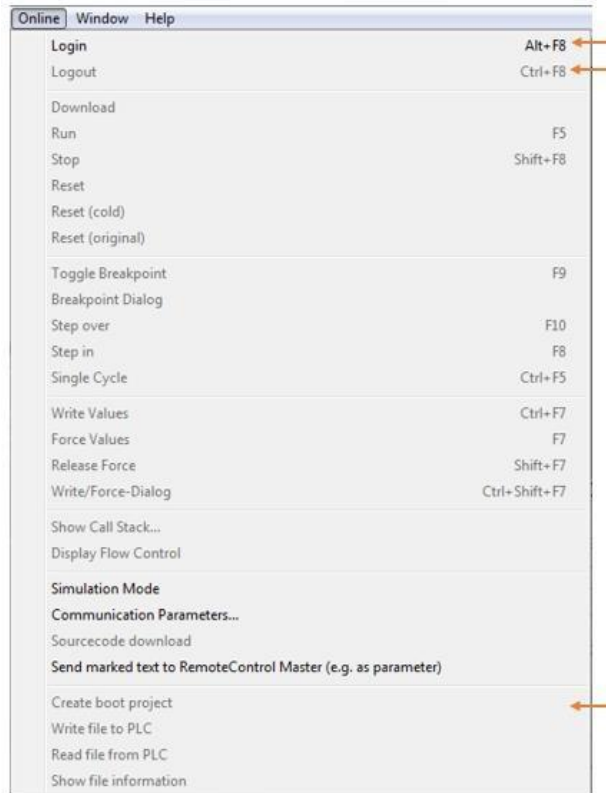 Online Window Help
Login Alt+F8
Logout Ctrl+F8
Download
Run F5
Stop Shift+F8
Reset
Reset (cold)
Reset (original)
Toggle Breakpoint F9
Breakpoint Dialog
Step over F10
Step in F8
Single Cycle Ctrl+F5
Write Values Ctrl+F7
Force Values F7
Release Force Shift+F7
Write/Force-Dialog Ctrl+Shift+F7
Show Call Stack...
Display Flow Control
Simulation Mode
Communication Parameters...
Sourcecode download
Send marked text to RemoteControl Master (e.g. as parameter)
Create boot project
Write file to PLC
Read file from PLC
Show file information